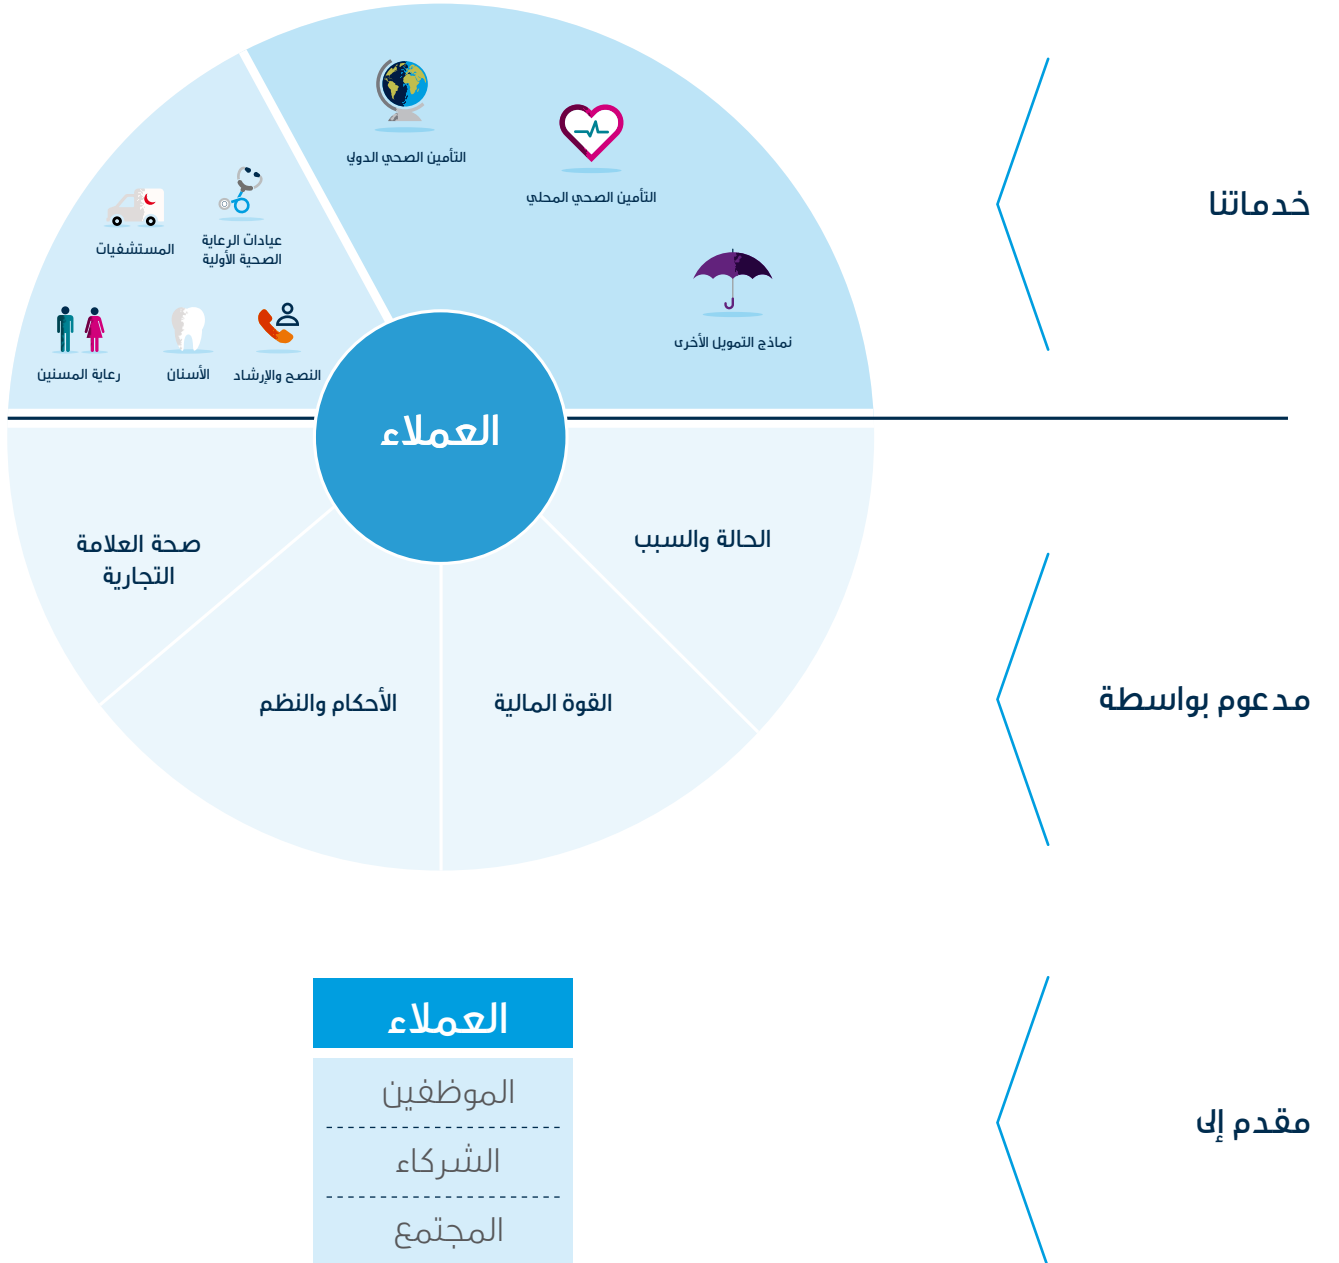 خدماتنا
التأمين الصحي الدولي
التأمين الصحي المحلي
نماذج التمويل الأخرى
عيادات الرعاية
الصحية الأولية
المستشفيات
النصح والإرشاد
الأسنان
رعاية المسنين
العملاء
مدعوم بواسطة
الحالة والسبب
القوة المالية
الأحكام والنظم
صحة العلامة
التجارية
مقدم إلى
العملاء
الموظفين
الشركاء
المجتمع